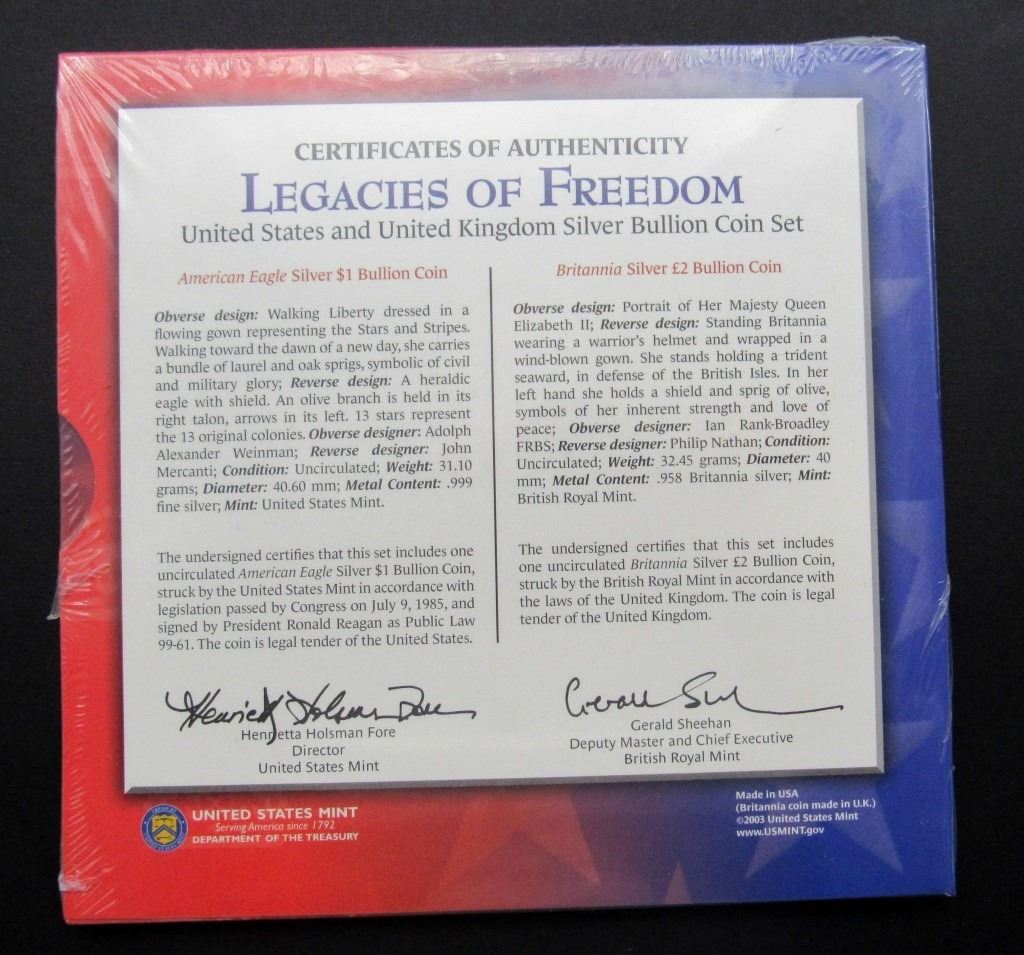 CERTIFICATES OF AUTHENTICITY
LEGACIES OF FREEDOM
United States and United Kingdom Silver Bullion Coin Set
American Eagle Silver $1 Bullion Coin
Obverse design: Walking Liberty dressed in a
flowing gown representing the Stars and Stripes.
Walking toward the dawn of a new day, she carries
a bundle of laurel and oak sprigs, symbolic of civil
and military glory; Reverse design: A heraldic
eagle with shield. An olive branch is held in its
right talon, arrows in its left. 13 stars represent
the 13 original colonies. Obverse designer: Adolph
Alexander Weinman; Reverse designer: John
Mercanti; Condition: Uncirculated; Weight: 31.10
grams; Diameter: 40.60 mm; Metal Content: .999
fine silver; Mint: United States Mint.
The undersigned certifies that this set includes one
uncirculated American Eagle Silver $1 Bullion Coin,
struck by the United States Mint in accordance with
legislation passed by Congress on July 9, 1985, and
signed by President Ronald Reagan as Public Law
99-61. The coin is legal tender of the United States.
Henrietta Holsman Fore
Henrietta Holsman Fore
Director
United States Mint
Britannia Silver £2 Bullion Coin
Obverse design: Portrait of Her Majesty Queen
Elizabeth II; Reverse design: Standing Britannia
wearing a warrior's helmet and wrapped in a
wind-blown gown. She stands holding a trident
seaward, in defense of the British Isles. In her
left hand she holds a shield and sprig of olive,
symbols of her inherent strength and love of
peace; Obverse designer: Ian Rank-Broadley
FRBS; Reverse designer: Philip Nathan; Condition:
Uncirculated; Weight: 32.45 grams; Diameter: 40
mm; Metal Content: .958 Britannia silver; Mint:
British Royal Mint.
The undersigned certifies that this set includes
one uncirculated Britannia Silver £2 Bullion Coin,
struck by the British Royal Mint in accordance with
the laws of the United Kingdom. The coin is legal
tender of the United Kingdom.
Gerald Sheehan
Deputy Master and Chief Executive
British Royal Mint
UNITED STATES MINT
Serving America since 1792
DEPARTMENT OF THE TREASURY
Made in USA
(Britannia coin made in U.K.)
©2003 United States Mint
www.USMINT.gov